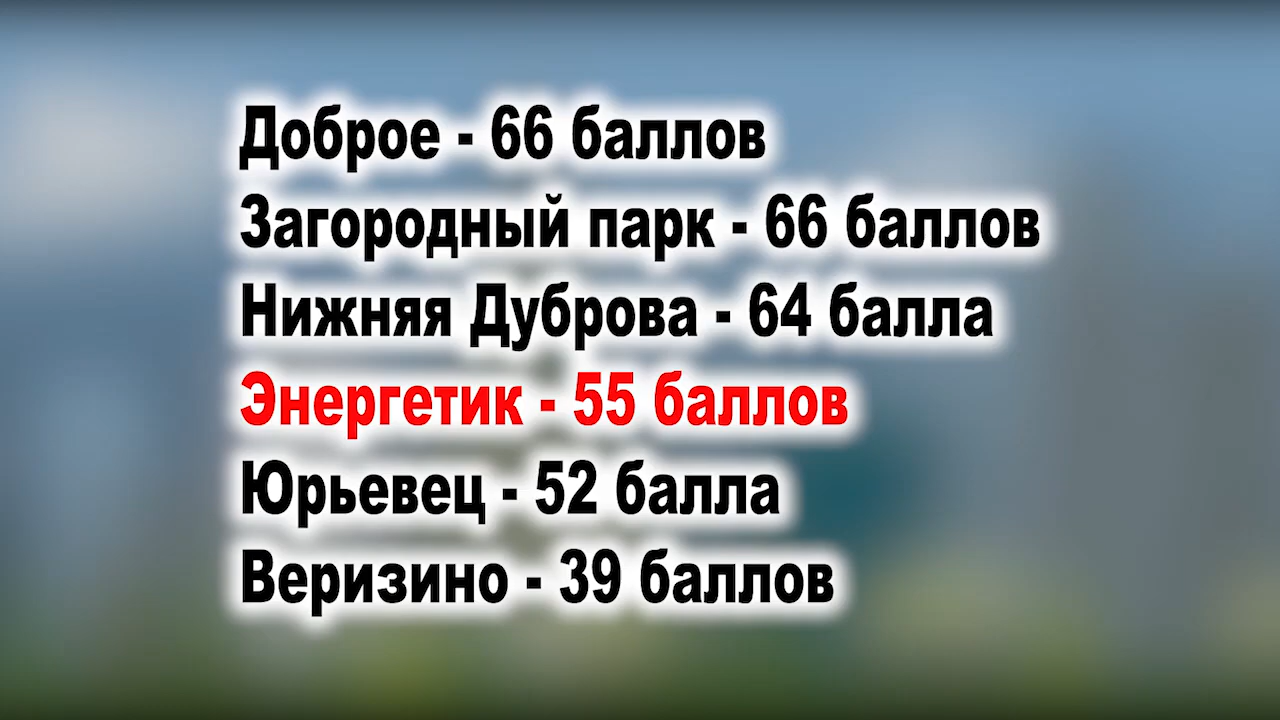 Доброе - 66 баллов
Загородный парк - 66 баллов
Нижняя Дуброва - 64 балла
Энергетик - 55 баллов
Юрьевец - 52 балла
Веризино - 39 баллов